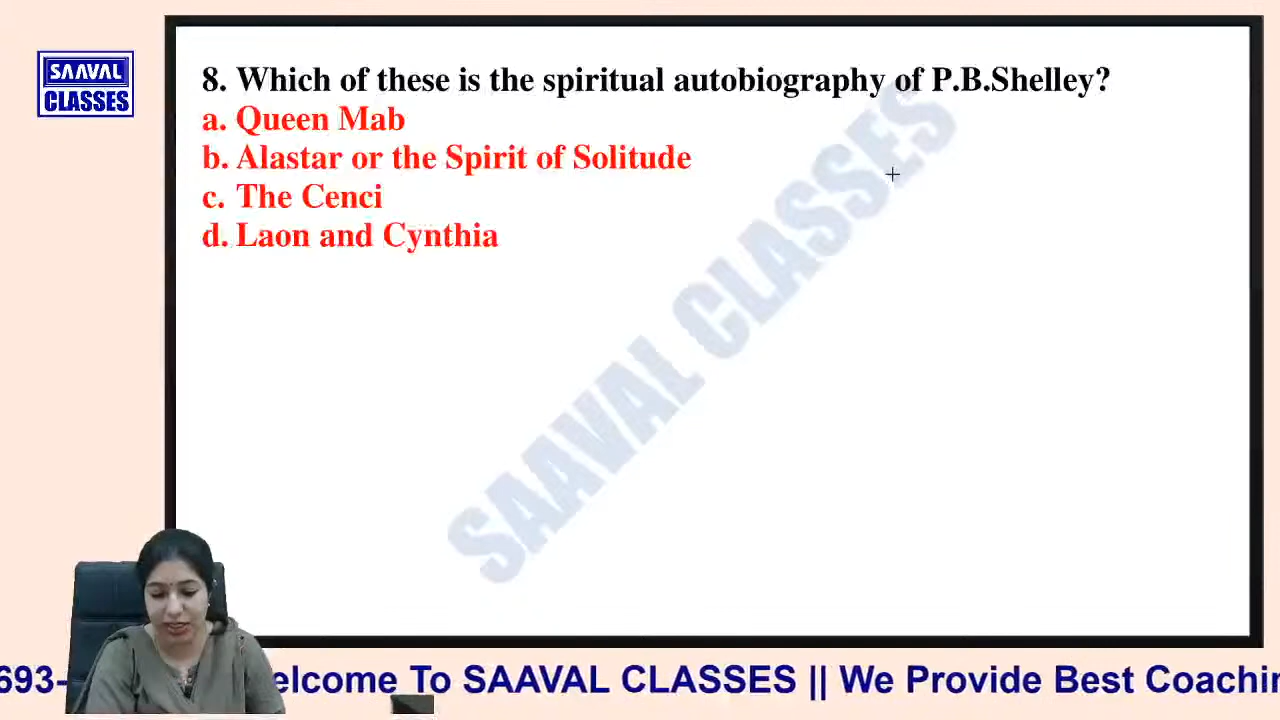 SAAVAL
CLASSES
8. Which of these is the spiritual autobiography of P.B.Shelley?
a. Queen Mab
b. Alastar or the Spirit of Solitude
c. The Cenci
d. Laon and Cynthia
SAAVAL CLASSES
693- elcome To SAAVAL CLASSES || We Provide Best Coachin